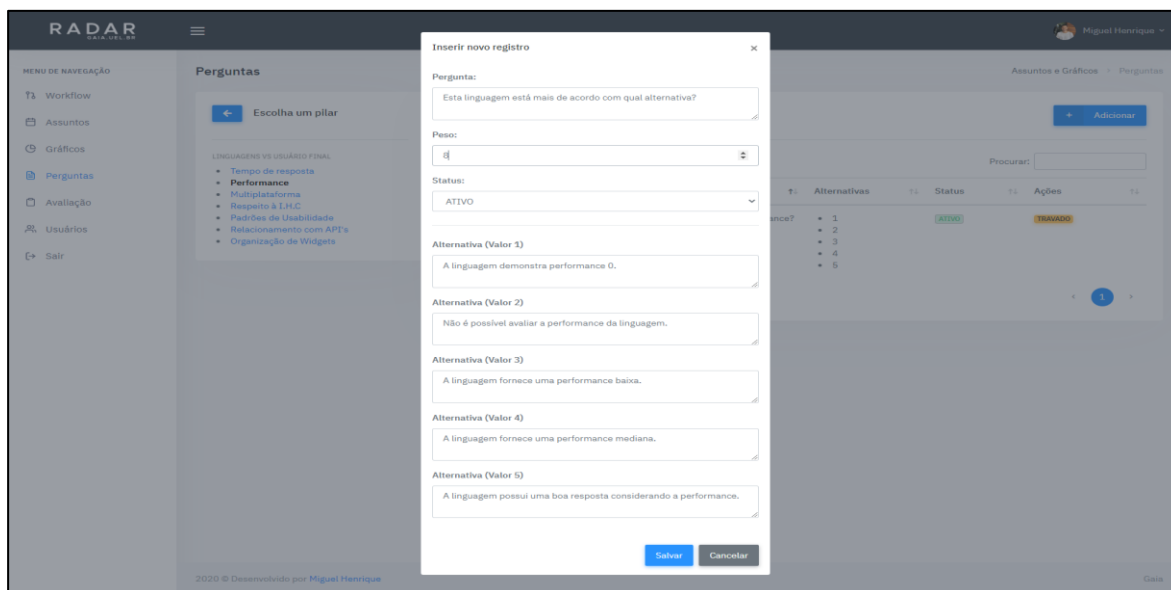 RADAR
GAIA.UEL.BR
Miguel Henrique
MENU DE NAVEGAÇÃO
Workflow
Assuntos
Gráficos
Perguntas
Avaliação
Usuários
Sair
Perguntas
Assuntos e Gráficos
Perguntas
Escolha um pilar
+ Adicionar
LINGUAGENS VS USUÁRIO FINAL
Tempo de resposta
Performance
Multiplataforma
Respeito à I.H.C
Padrões de Usabilidade
Relacionamento com API's
Organização de Widgets
Procurar:
Alternativas
Status
Ações
ance?
1
2
3
4
5
ATIVO
TRAVADO
1
Inserir novo registro
×
Pergunta:
Esta linguagem está mais de acordo com qual alternativa?
Peso:
Status:
ATIVO
Alternativa (Valor 1)
A linguagem demonstra performance 0.
Alternativa (Valor 2)
Não é possível avaliar a performance da linguagem.
Alternativa (Valor 3)
A linguagem fornece uma performance baixa.
Alternativa (Valor 4)
A linguagem fornece uma performance mediana.
Alternativa (Valor 5)
A linguagem possui uma boa resposta considerando a performance.
Salvar
Cancelar
2020 © Desenvolvido por Miguel Henrique
Gaia